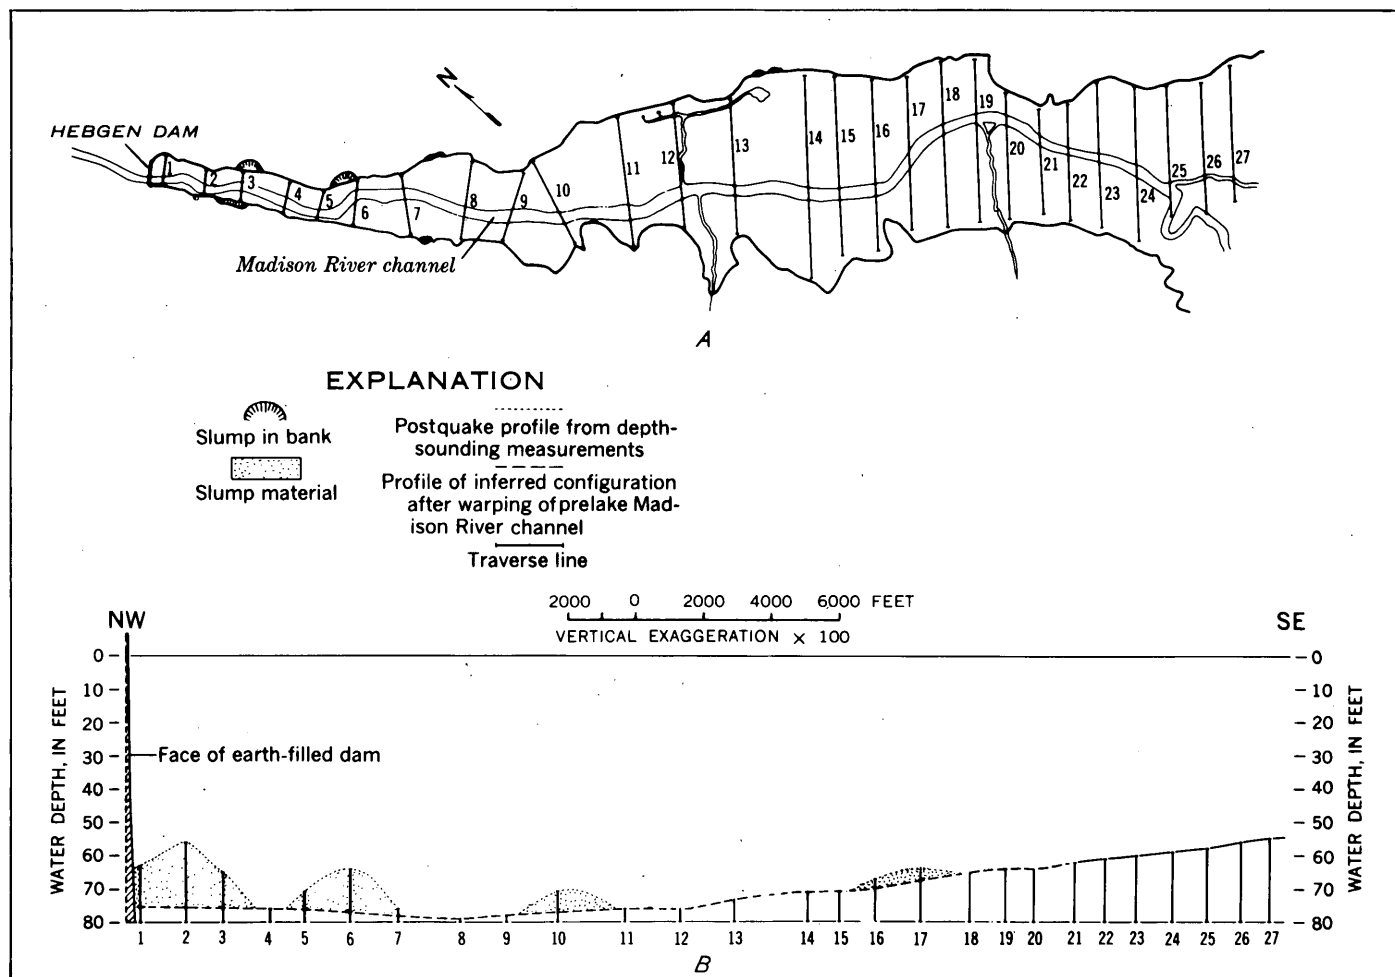 N
HEBGEN DAM
1 2 3 4 5 6 7 8 9 10 11 12 13 14 15 16 17 18 19 20 21 22 23 24 25 26 27
Madison River channel
A
EXPLANATION
Slump in bank
Slump material
Postquake profile from depth-
sounding measurements
Profile of inferred configuration
after warping of prelake Mad-
ison River channel
Traverse line
2000 0 2000 4000 6000 FEET
VERTICAL EXAGGERATION × 100
NW
SE
WATER DEPTH, IN FEET
0
10
20
30
40
50
60
70
80
Face of earth-filled dam
0
10
20
30
40
50
60
70
80
WATER DEPTH, IN FEET
1 2 3 4 5 6 7 8 9 10 11 12 13 14 15 16 17 18 19 20 21 22 23 24 25 26 27
B